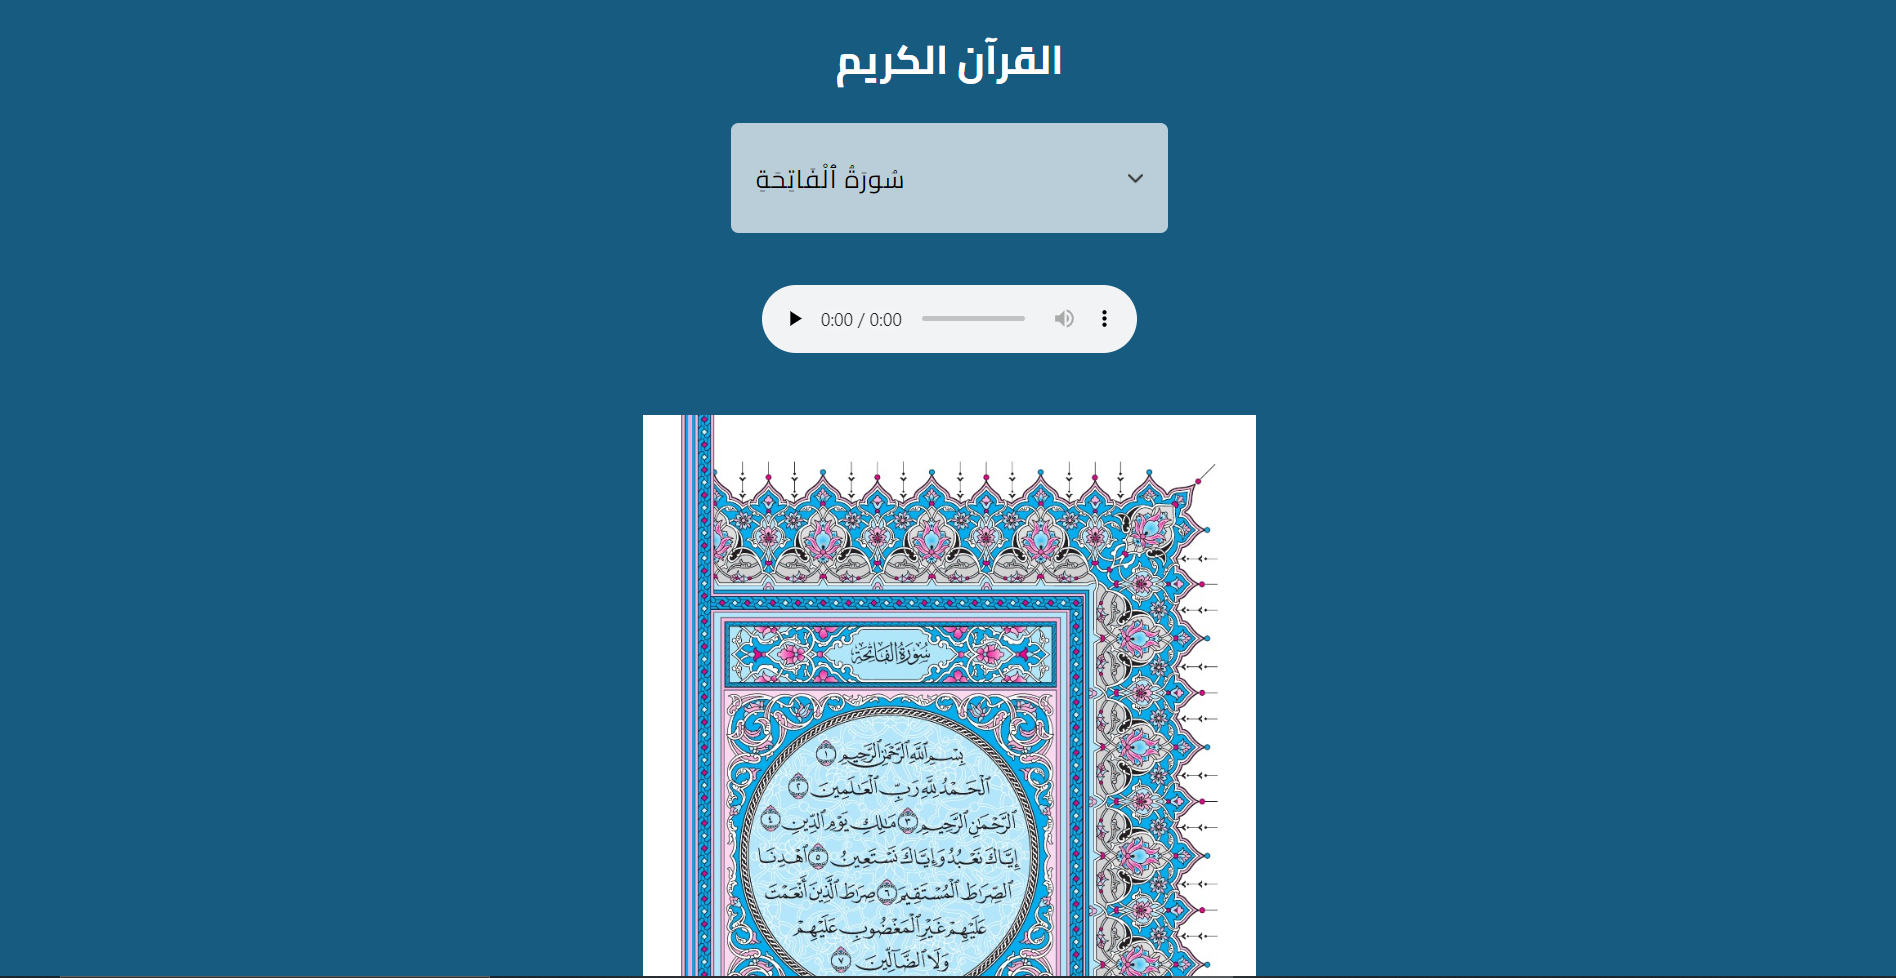 القرآن الكريم
سُورَةُ ٱلْفَاتِحَةِ
0:00 / 0:00
سُورَةُ الفَاتِحَةِ
بِسۡمِ ٱللَّهِ ٱلرَّحۡمَٰنِ ٱلرَّحِيمِ ١
ٱلۡحَمۡدُ لِلَّهِ رَبِّ ٱلۡعَٰلَمِينَ ٢
ٱلرَّحۡمَٰنِ ٱلرَّحِيمِ ٣ مَٰلِكِ يَوۡمِ ٱلدِّينِ ٤
إِيَّاكَ نَعۡبُدُ وَإِيَّاكَ نَسۡتَعِينُ ٥ ٱهۡدِنَا
ٱلصِّرَٰطَ ٱلۡمُسۡتَقِيمَ ٦ صِرَٰطَ ٱلَّذِينَ أَنۡعَمۡتَ
عَلَيۡهِمۡ غَيۡرِ ٱلۡمَغۡضُوبِ عَلَيۡهِمۡ
وَلَا ٱلضَّآلِّينَ ٧